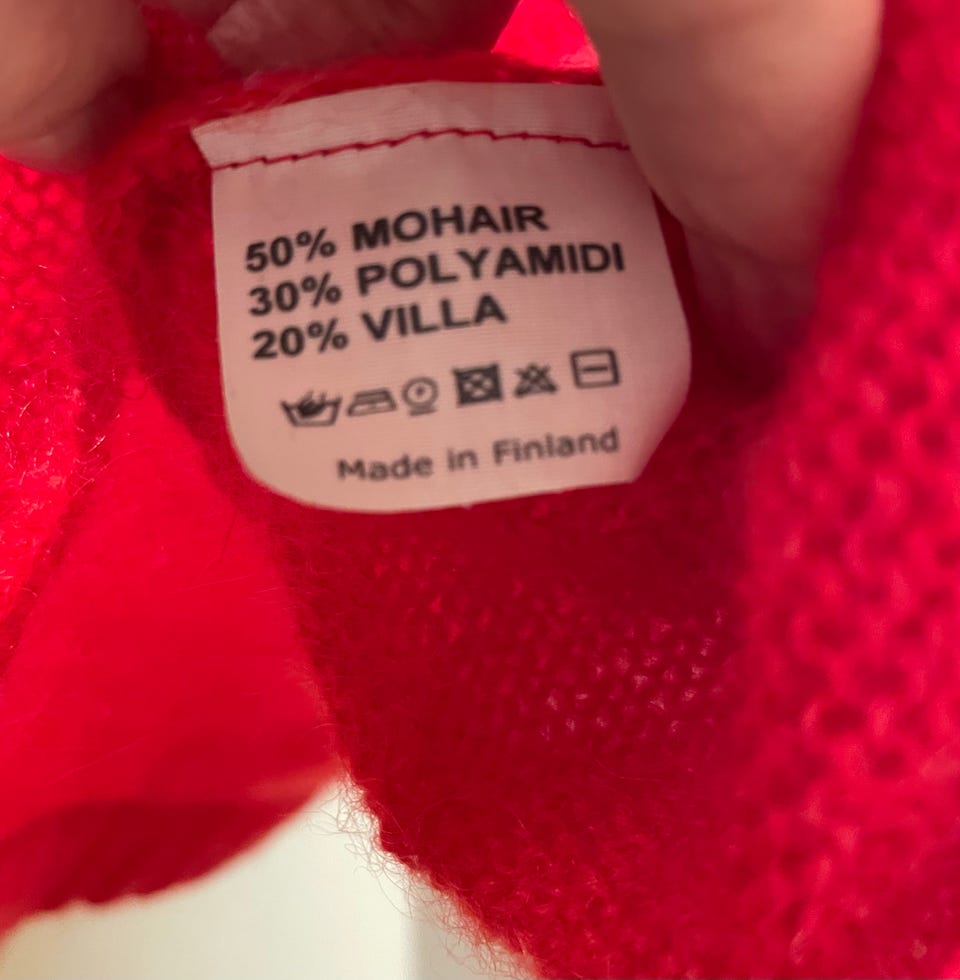 50% MOHAIR
30% POLYAMIDI
20% VILLA
Made in Finland